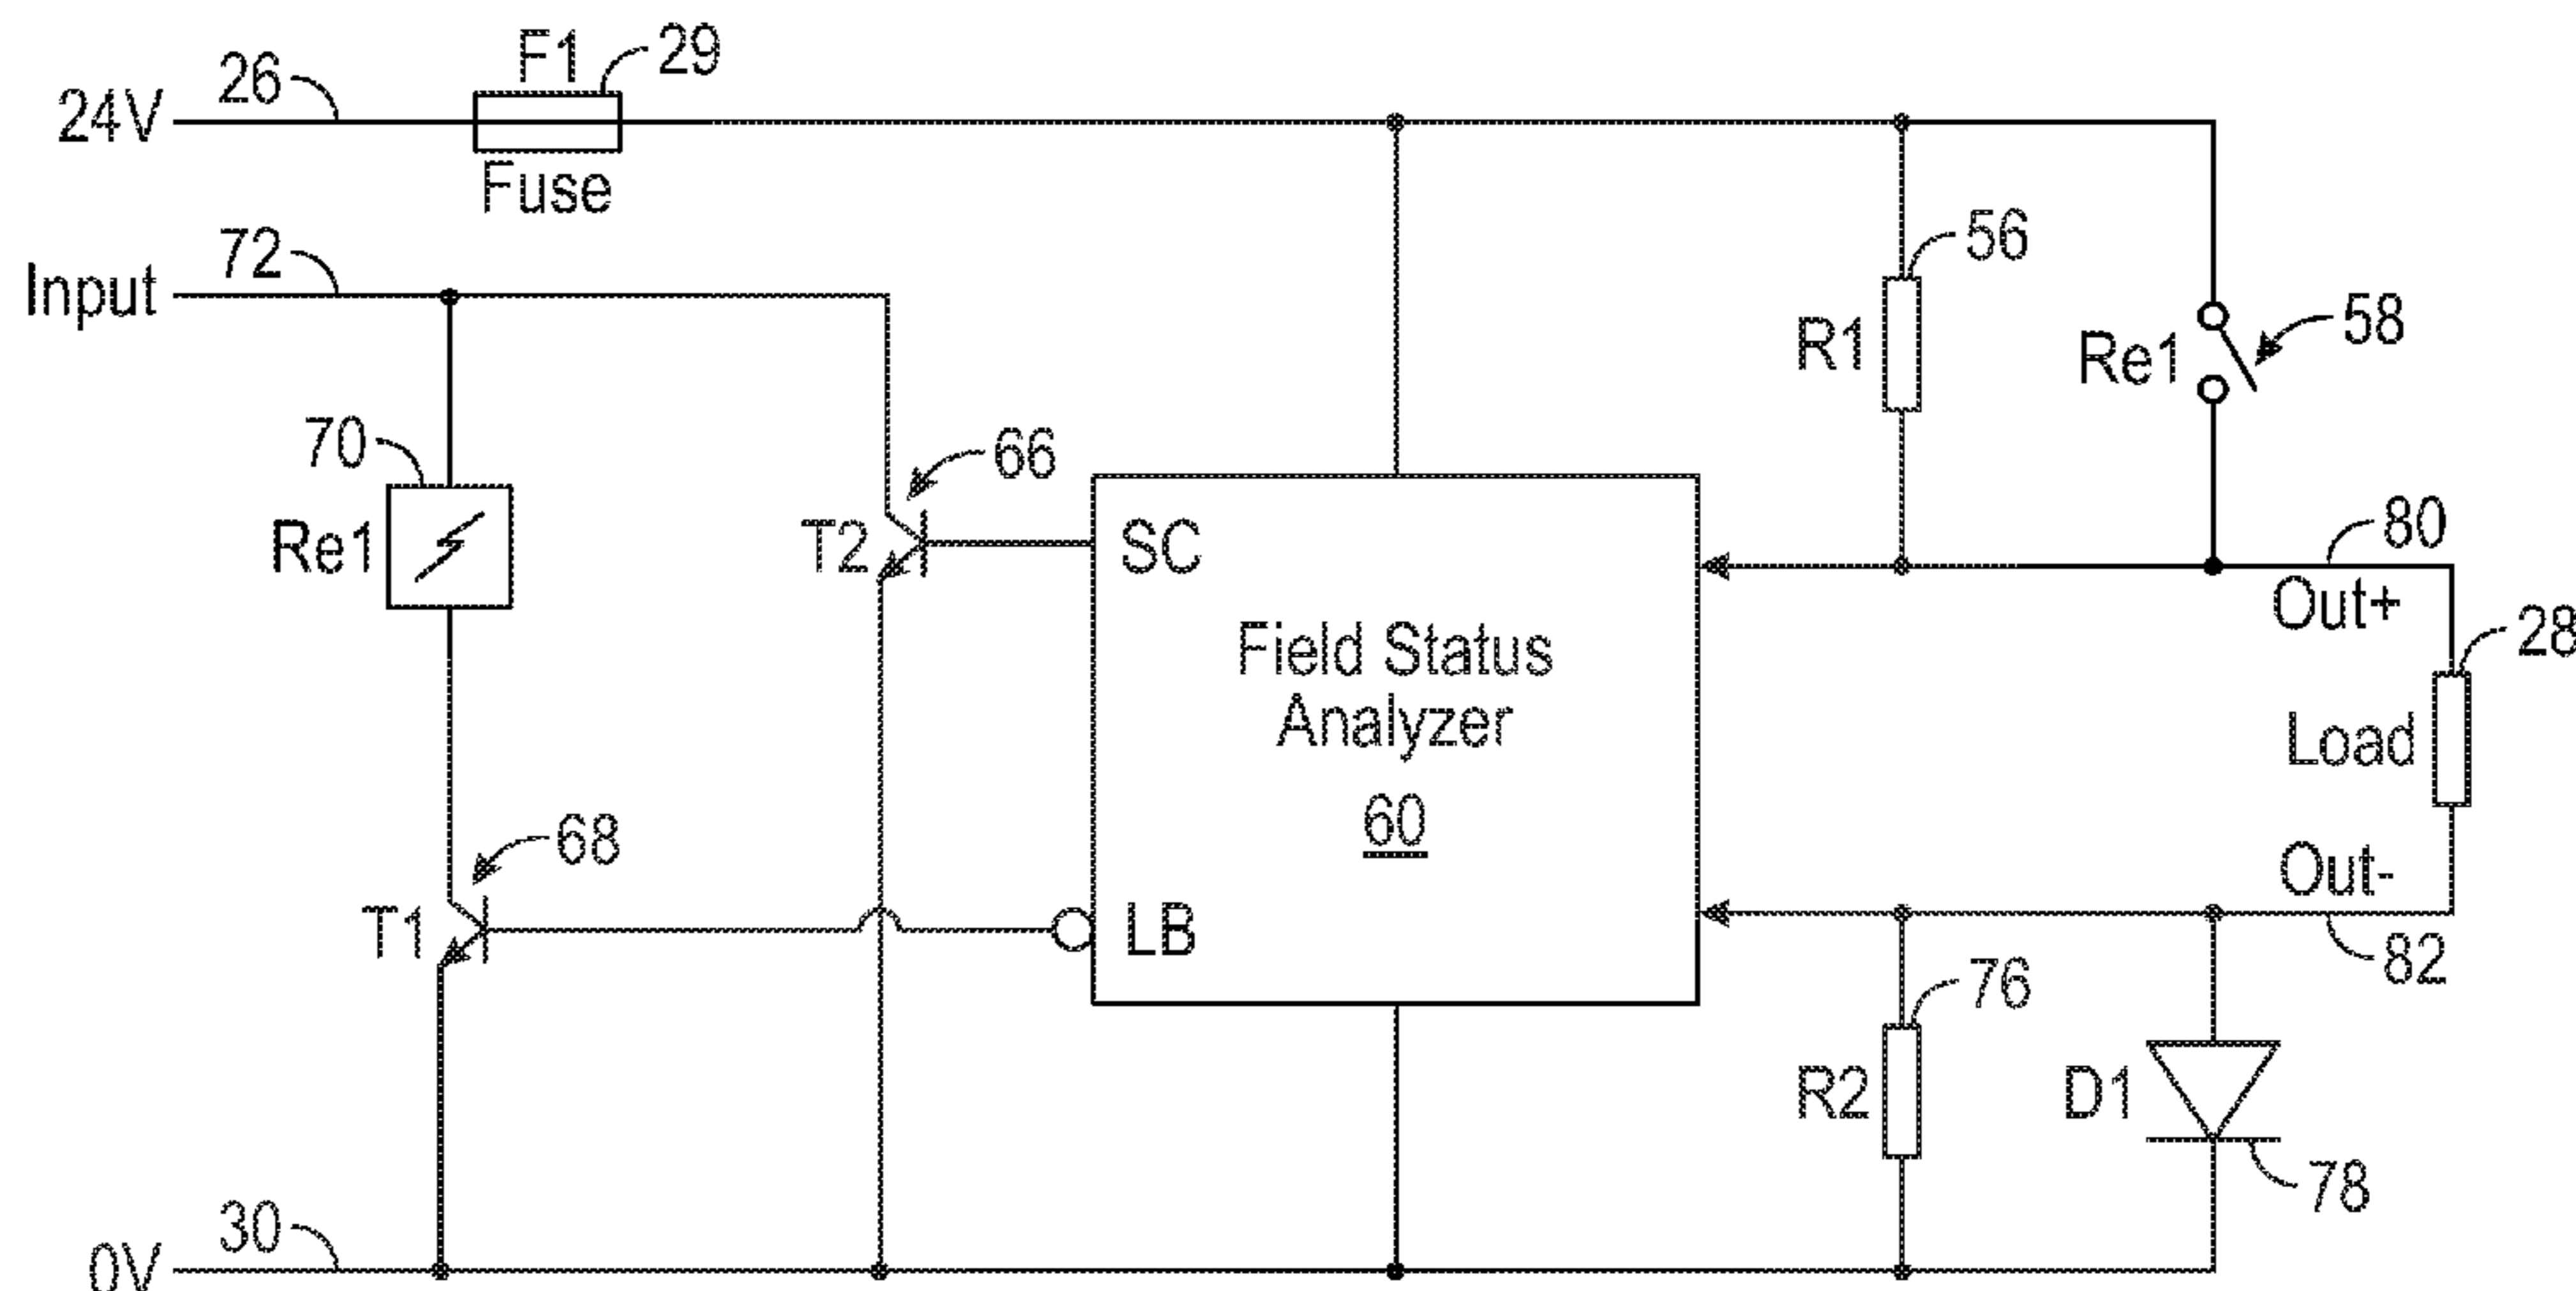 F1
29
26
24V
Fuse
72
Input
56
R1
Re1
58
70
66
Re1
T2
SC
80
Out+
Field Status
Analyzer
60
28
Load
68
T1
LB
Out-
82
76
R2
D1
78
30
0V